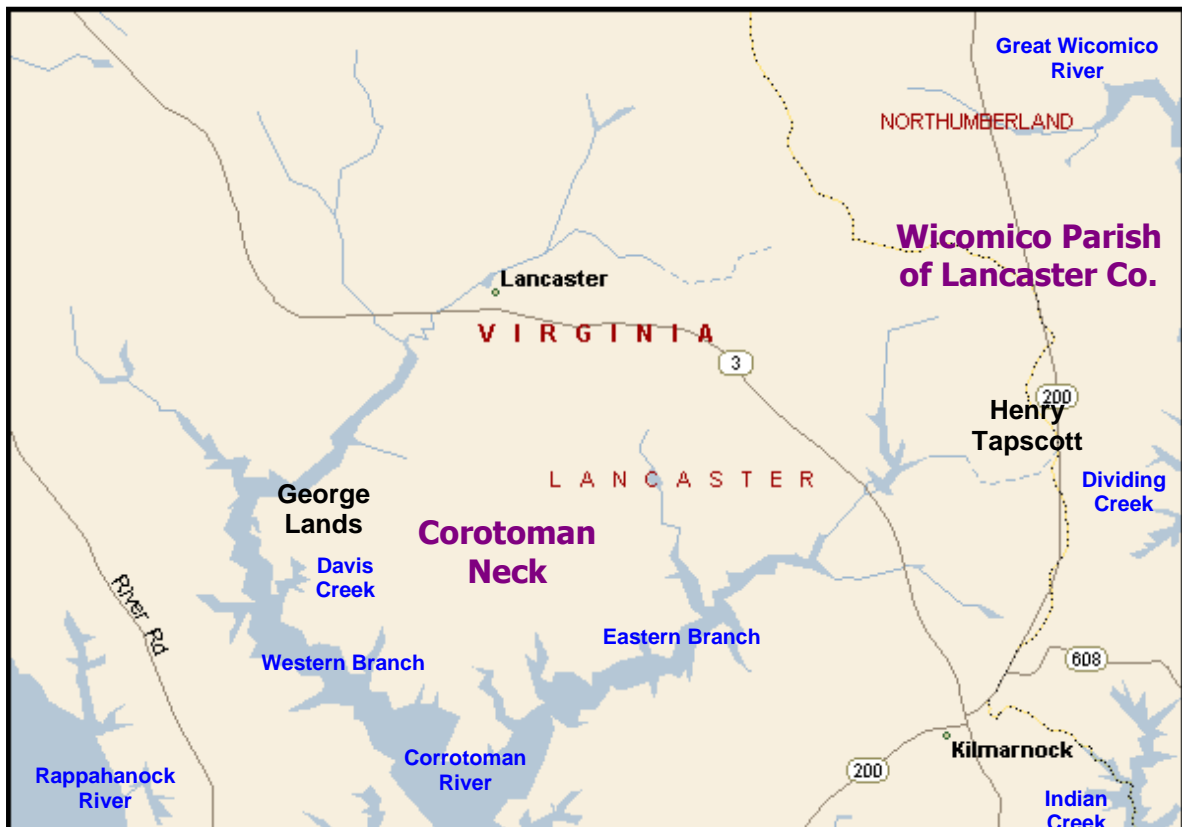 Great Wicomico
River
NORTHUMBERLAND
Wicomico Parish
of Lancaster Co.
Lancaster
VIRGINIA
3
200
Henry
Tapscott
LANCASTER
Dividing
Creek
George
Lands
Corotoman
Neck
Davis
Creek
River Rd
Eastern Branch
Western Branch
608
Kilmarnock
Corrotoman
River
200
Rappahanock
River
Indian
Creek